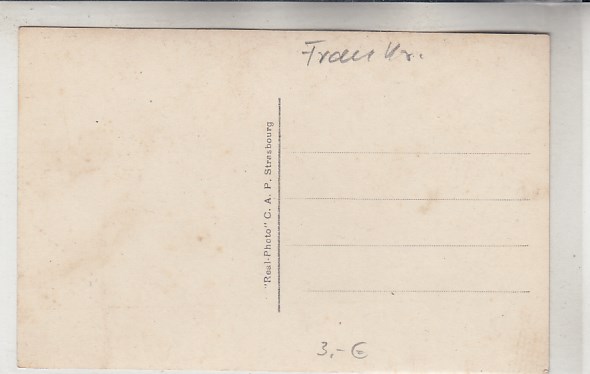 Frankr.
"Real-Photo" C. A. P. Strasbourg
3,- €